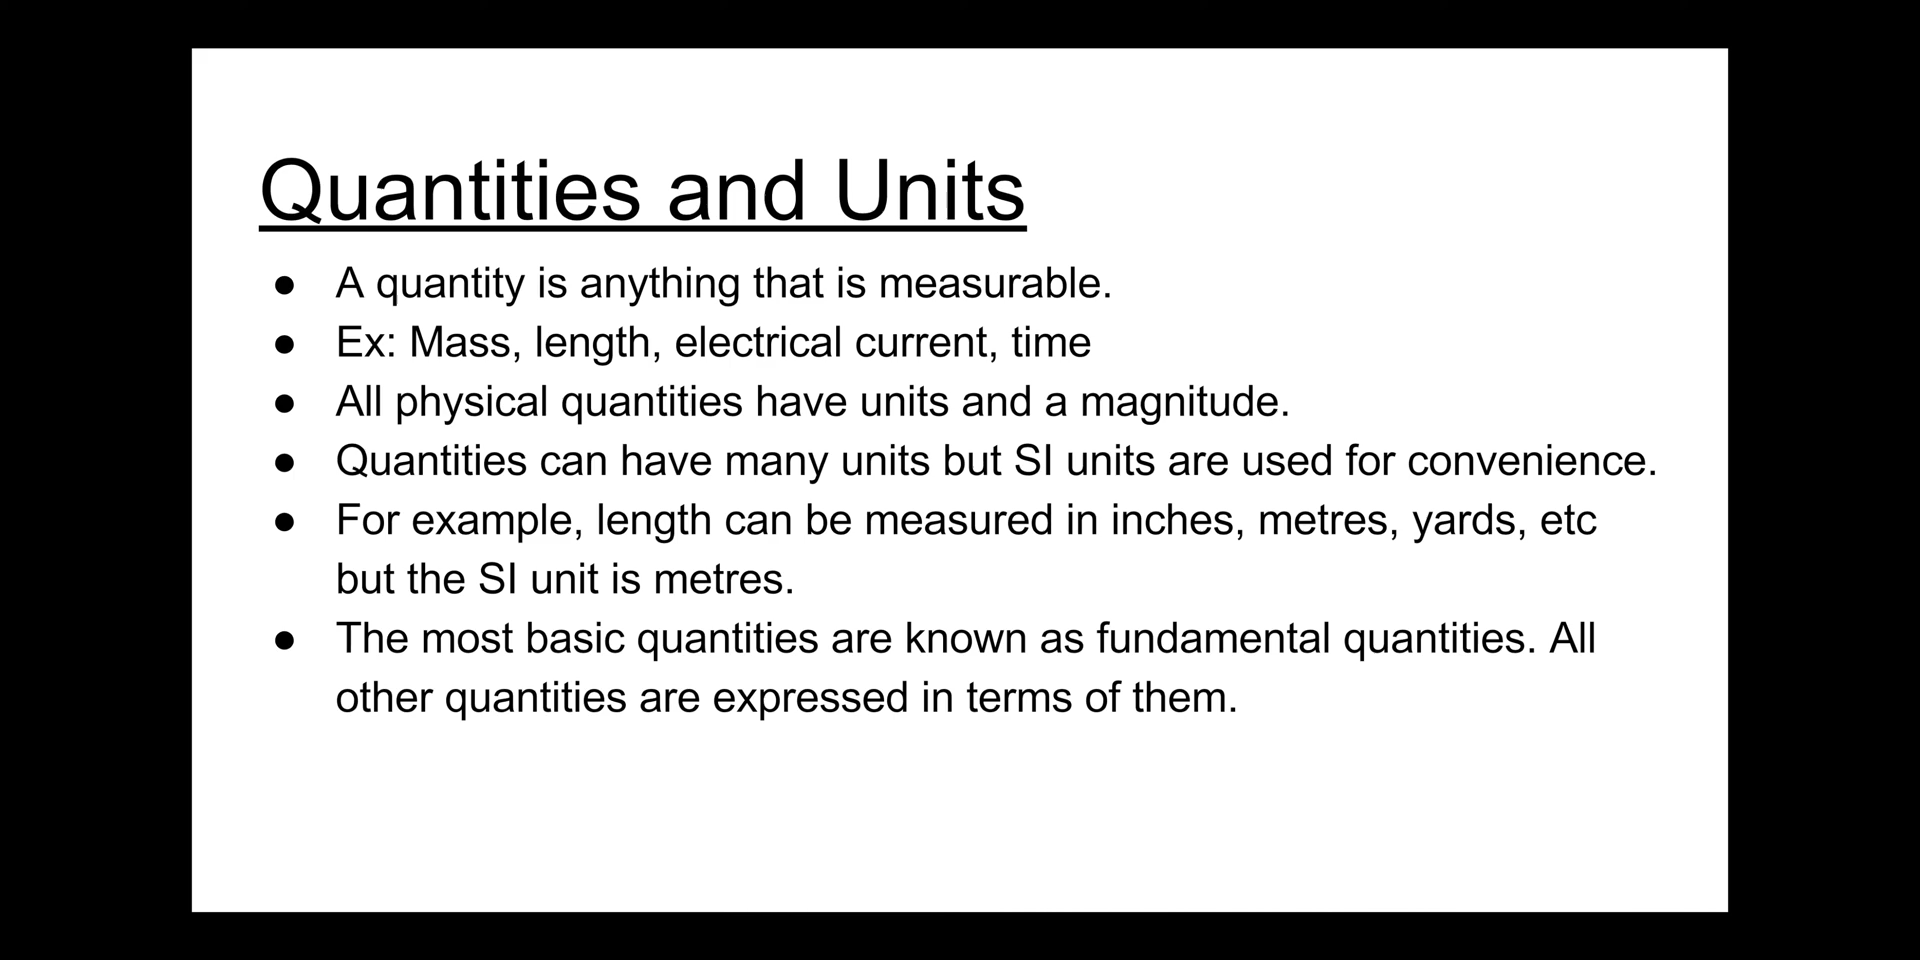 Quantities and Units
● A quantity is anything that is measurable.
● Ex: Mass, length, electrical current, time
● All physical quantities have units and a magnitude.
● Quantities can have many units but SI units are used for convenience.
● For example, length can be measured in inches, metres, yards, etc
but the SI unit is metres.
● The most basic quantities are known as fundamental quantities. All
other quantities are expressed in terms of them.